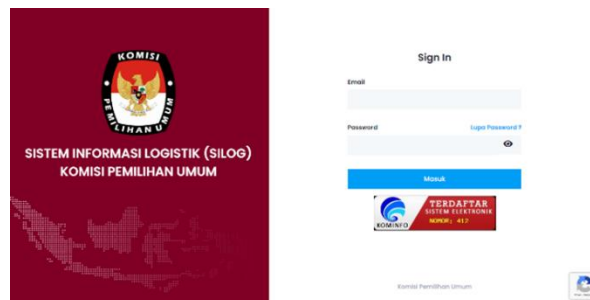 KOMISI
PEMILIHAN UMUM
SISTEM INFORMASI LOGISTIK (SILOG)
KOMISI PEMILIHAN UMUM
Sign In
Email
Password
Lupa Password ?
Masuk
KOMINFO
TERDAFTAR
SISTEM ELEKTRONIK
NOMOR: 412
Komisi Pemilihan Umum